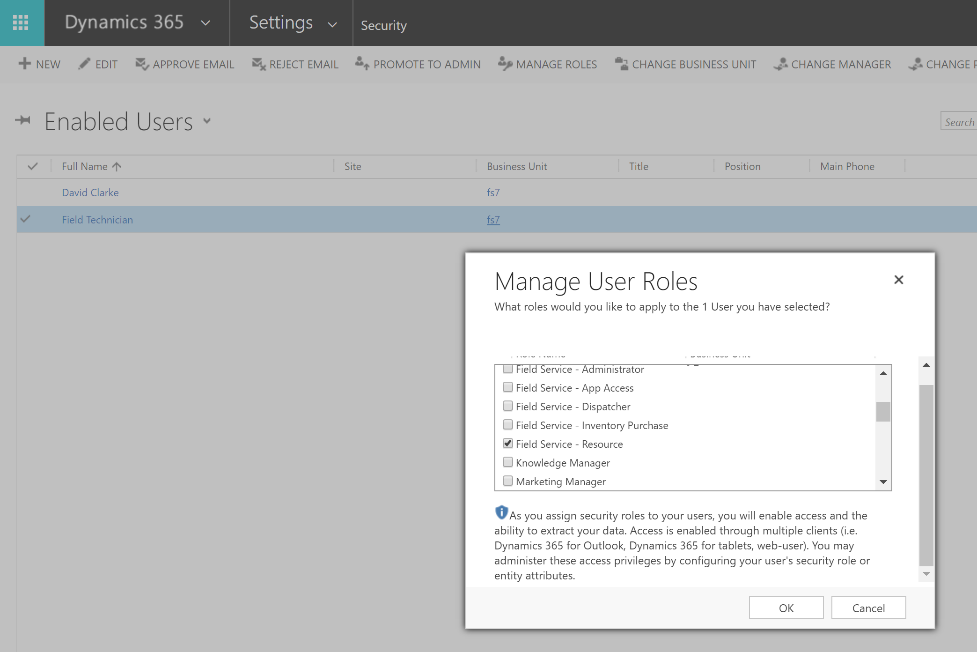 Dynamics 365
Settings
Security
NEW
EDIT
APPROVE EMAIL
REJECT EMAIL
PROMOTE TO ADMIN
MANAGE ROLES
CHANGE BUSINESS UNIT
CHANGE MANAGER
CHANGE
Enabled Users
Search
Full Name
Site
Business Unit
Title
Position
Main Phone
David Clarke
fs7
Field Technician
fs7
Manage User Roles
What roles would you like to apply to the 1 User you have selected?
Field Service - Administrator
Field Service - App Access
Field Service - Dispatcher
Field Service - Inventory Purchase
Field Service - Resource
Knowledge Manager
Marketing Manager
As you assign security roles to your users, you will enable access and the
ability to extract your data. Access is enabled through multiple clients (i.e.
Dynamics 365 for Outlook, Dynamics 365 for tablets, web-user). You may
administer these access privileges by configuring your user's security role or
entity attributes.
OK
Cancel